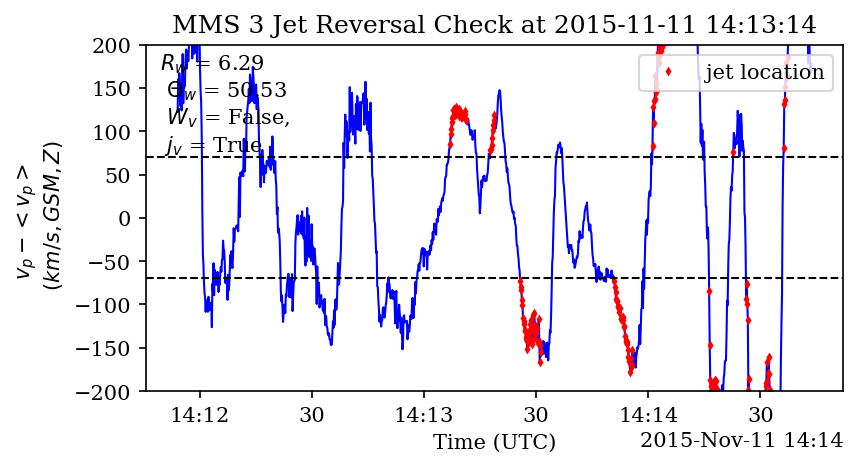 MMS 3 Jet Reversal Check at 2015-11-11 14:13:14
R_w = 6.29
Θ_w = 50.53
W_v = False,
j_v = True
jet location
v_p − < v_p >
(km/s, GSM, Z)
200
150
100
50
0
−50
−100
−150
−200
14:12 30 14:13 30 14:14 30
Time (UTC)
2015-Nov-11 14:14